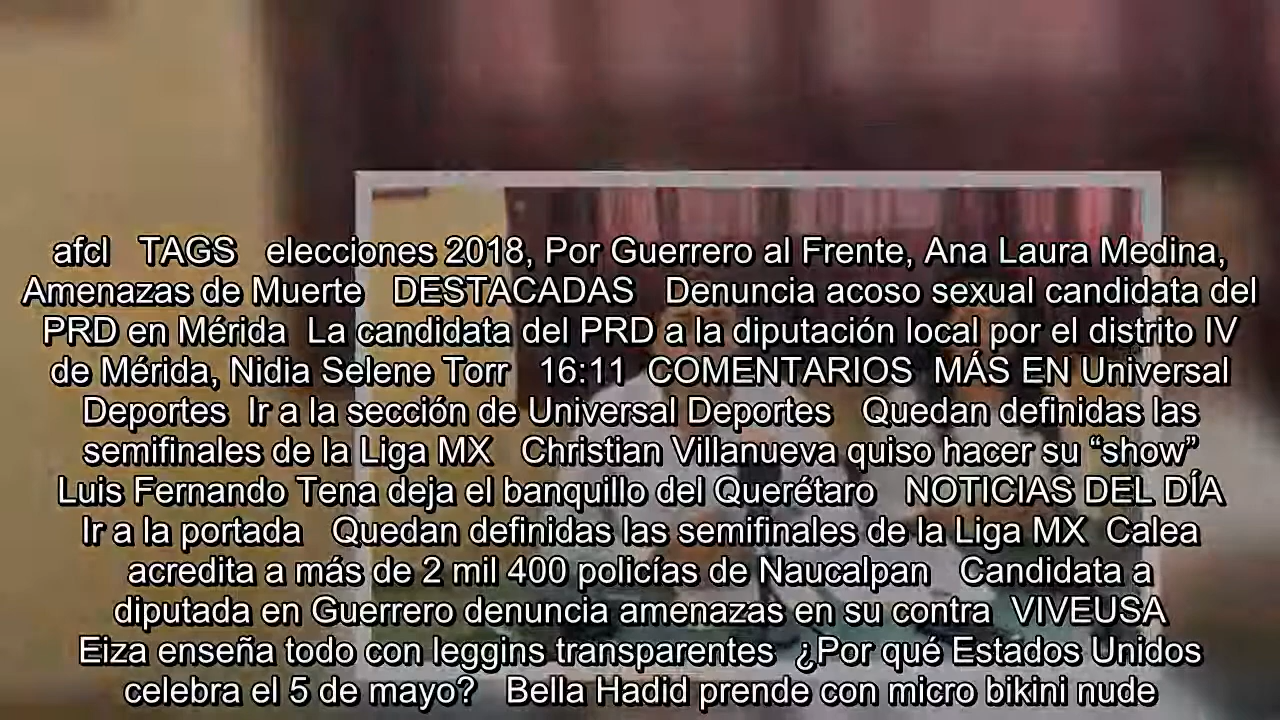 afcl TAGS elecciones 2018, Por Guerrero al Frente, Ana Laura Medina,
Amenazas de Muerte DESTACADAS Denuncia acoso sexual candidata del
PRD en Mérida La candidata del PRD a la diputación local por el distrito IV
de Mérida, Nidia Selene Torr 16:11 COMENTARIOS MÁS EN Universal
Deportes Ir a la sección de Universal Deportes Quedan definidas las
semifinales de la Liga MX Christian Villanueva quiso hacer su “show”
Luis Fernando Tena deja el banquillo del Querétaro NOTICIAS DEL DÍA
Ir a la portada Quedan definidas las semifinales de la Liga MX Calea
acredita a más de 2 mil 400 policías de Naucalpan Candidata a
diputada en Guerrero denuncia amenazas en su contra VIVEUSA
Eiza enseña todo con leggins transparentes ¿Por qué Estados Unidos
celebra el 5 de mayo? Bella Hadid prende con micro bikini nude